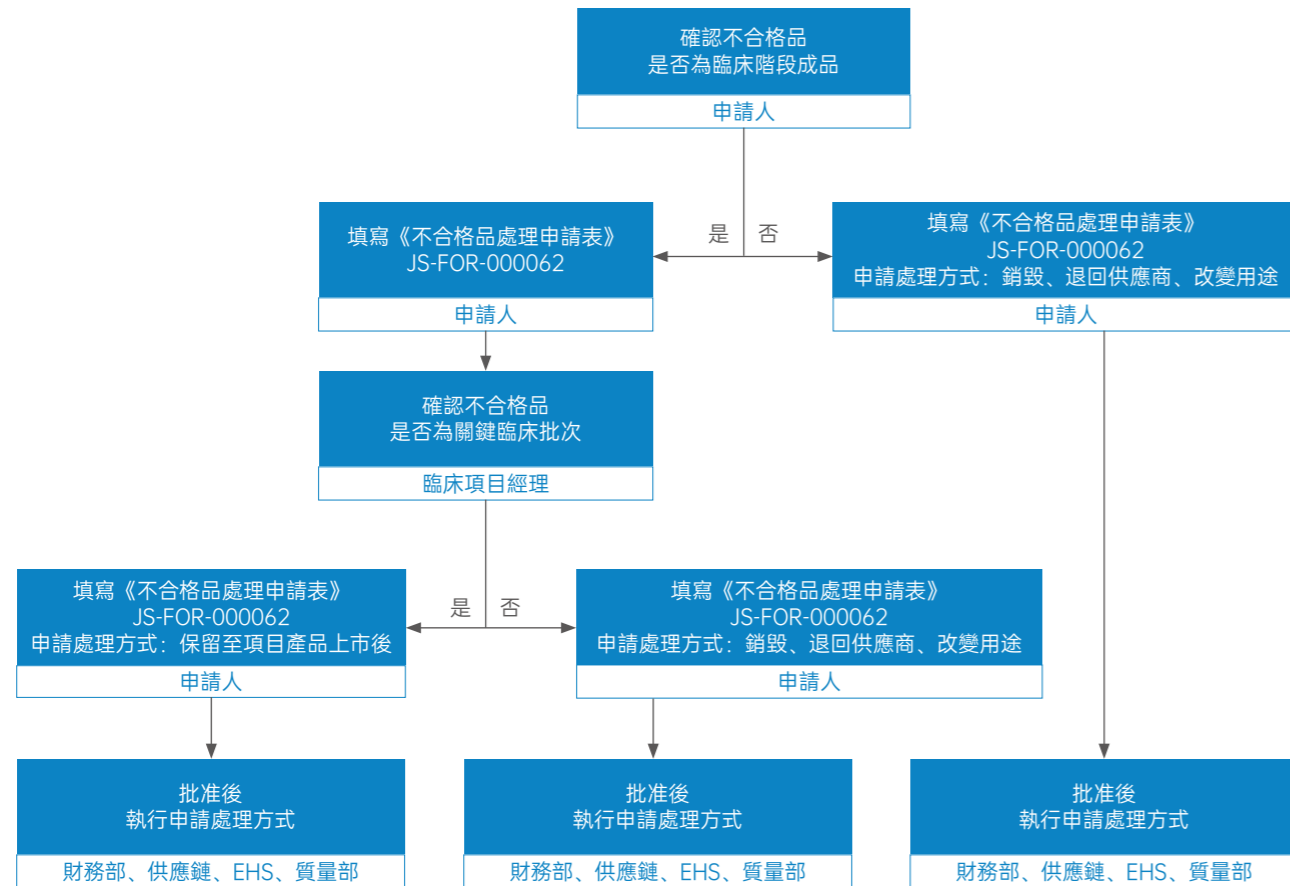 確認不合格品
是否為臨床階段成品
申請人
是
否
填寫《不合格品處理申請表》
JS-FOR-000062
申請人
填寫《不合格品處理申請表》
JS-FOR-000062
申請處理方式：銷毀、退回供應商、改變用途
申請人
確認不合格品
是否為關鍵臨床批次
臨床項目經理
是
否
填寫《不合格品處理申請表》
JS-FOR-000062
申請處理方式：保留至項目產品上市後
申請人
填寫《不合格品處理申請表》
JS-FOR-000062
申請處理方式：銷毀、退回供應商、改變用途
申請人
批准後
執行申請處理方式
財務部、供應鏈、EHS、質量部
批准後
執行申請處理方式
財務部、供應鏈、EHS、質量部
批准後
執行申請處理方式
財務部、供應鏈、EHS、質量部